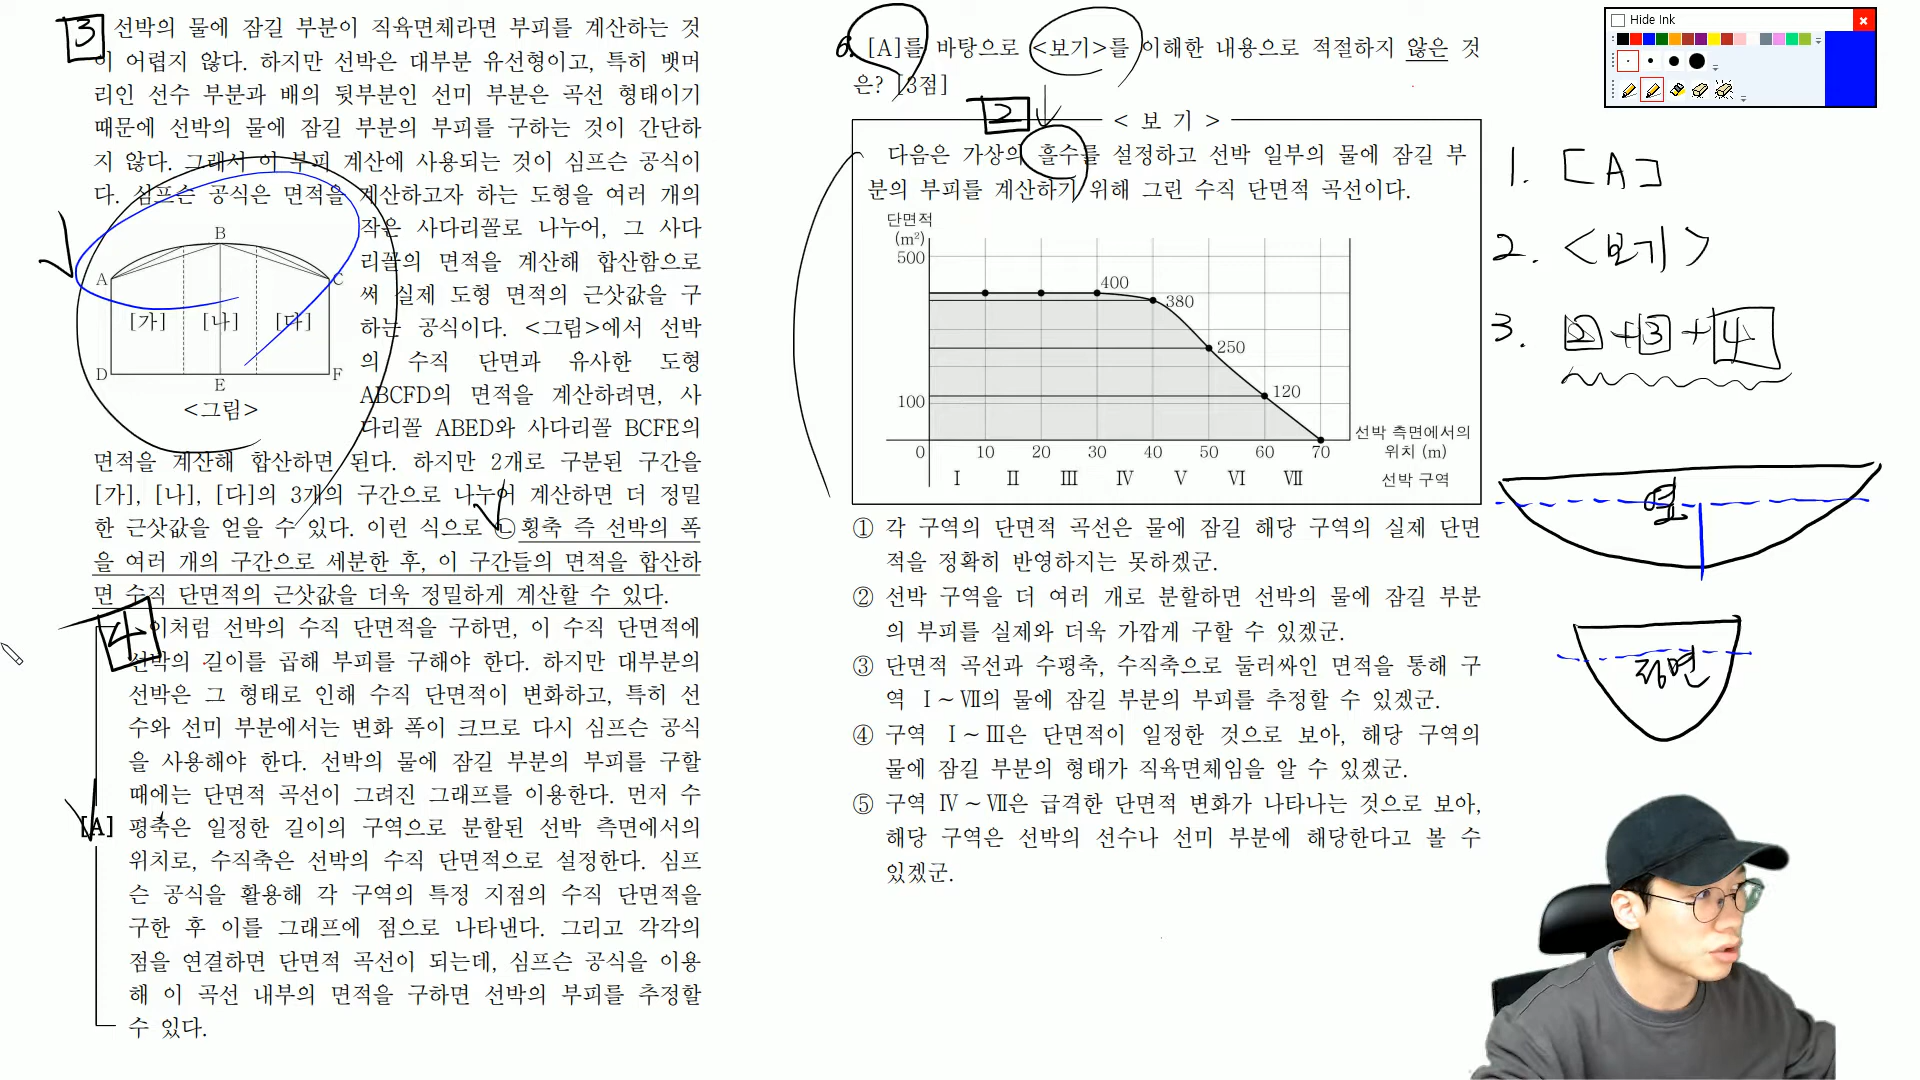 3
선박의 물에 잠길 부분이 직육면체라면 부피를 계산하는 것
이 어렵지 않다. 하지만 선박은 대부분 유선형이고, 특히 뱃머
리인 선수 부분과 배의 뒷부분인 선미 부분은 곡선 형태이기
때문에 선박의 물에 잠길 부분의 부피를 구하는 것이 간단하
지 않다. 그래서 이 부피 계산에 사용되는 것이 심프슨 공식이
다. 심프슨 공식은 면적을 계산하고자 하는 도형을 여러 개의
작은 사다리꼴로 나누어, 그 사다
리꼴의 면적을 계산해 합산함으로
써 실제 도형 면적의 근삿값을 구
하는 공식이다. <그림>에서 선박
의 수직 단면과 유사한 도형
ABCFD의 면적을 계산하려면, 사
다리꼴 ABED와 사다리꼴 BCFE의
B
A C
[가] [나] [다]
D E F
<그림>
면적을 계산해 합산하면 된다. 하지만 2개로 구분된 구간을
[가], [나], [다]의 3개의 구간으로 나누어 계산하면 더 정밀
한 근삿값을 얻을 수 있다. 이런 식으로 ㉡횡축 즉 선박의 폭
을 여러 개의 구간으로 세분한 후, 이 구간들의 면적을 합산하
면 수직 단면적의 근삿값을 더욱 정밀하게 계산할 수 있다.
4
이처럼 선박의 수직 단면적을 구하면, 이 수직 단면적에
선박의 길이를 곱해 부피를 구해야 한다. 하지만 대부분의
선박은 그 형태로 인해 수직 단면적이 변화하고, 특히 선
수와 선미 부분에서는 변화 폭이 크므로 다시 심프슨 공식
을 사용해야 한다. 선박의 물에 잠길 부분의 부피를 구할
때에는 단면적 곡선이 그려진 그래프를 이용한다. 먼저 수
[A] 평축은 일정한 길이의 구역으로 분할된 선박 측면에서의
위치로, 수직축은 선박의 수직 단면적으로 설정한다. 심프
슨 공식을 활용해 각 구역의 특정 지점의 수직 단면적을
구한 후 이를 그래프에 점으로 나타낸다. 그리고 각각의
점을 연결하면 단면적 곡선이 되는데, 심프슨 공식을 이용
해 이 곡선 내부의 면적을 구하면 선박의 부피를 추정할
수 있다.
6. [A]를 바탕으로 <보기>를 이해한 내용으로 적절하지 않은 것
은? [3점]
2
< 보 기 >
다음은 가상의 흘수를 설정하고 선박 일부의 물에 잠길 부
분의 부피를 계산하기 위해 그린 수직 단면적 곡선이다.
단면적
(m²)
500
400
380
250
120
100
선박 측면에서의
0 10 20 30 40 50 60 70 위치 (m)
Ⅰ Ⅱ Ⅲ Ⅳ Ⅴ Ⅵ Ⅶ 선박 구역
① 각 구역의 단면적 곡선은 물에 잠길 해당 구역의 실제 단면
적을 정확히 반영하지는 못하겠군.
② 선박 구역을 더 여러 개로 분할하면 선박의 물에 잠길 부분
의 부피를 실제와 더욱 가깝게 구할 수 있겠군.
③ 단면적 곡선과 수평축, 수직축으로 둘러싸인 면적을 통해 구
역 Ⅰ~Ⅶ의 물에 잠길 부분의 부피를 추정할 수 있겠군.
④ 구역 Ⅰ~Ⅲ은 단면적이 일정한 것으로 보아, 해당 구역의
물에 잠길 부분의 형태가 직육면체임을 알 수 있겠군.
⑤ 구역 Ⅳ~Ⅶ은 급격한 단면적 변화가 나타나는 것으로 보아,
해당 구역은 선박의 선수나 선미 부분에 해당한다고 볼 수
있겠군.
Hide Ink
1. [A]
2. <보기>
3. 2 + 3 + 4
옆
정면